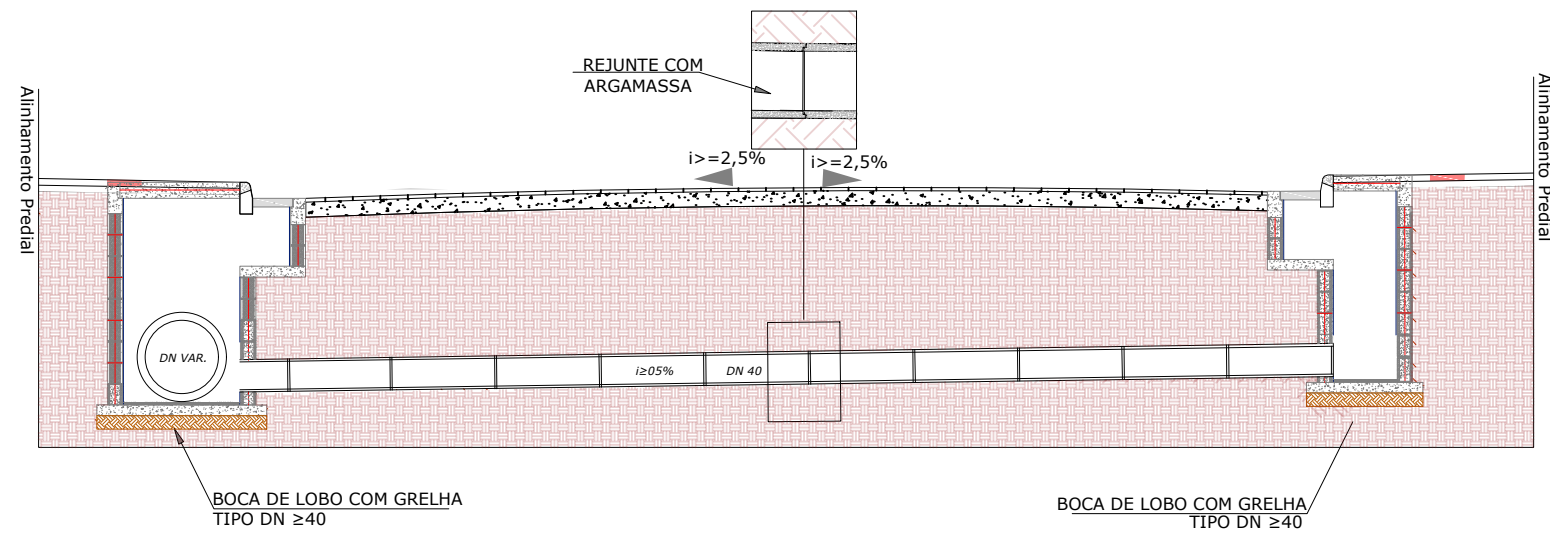 REJUNTE COM
ARGAMASSA
Alinhamento Predial
Alinhamento Predial
i>=2,5%
i>=2,5%
DN VAR.
i≥05%
DN 40
BOCA DE LOBO COM GRELHA
TIPO DN ≥40
BOCA DE LOBO COM GRELHA
TIPO DN ≥40